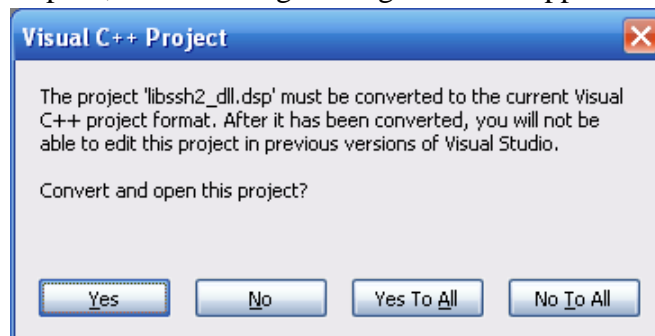 Visual C++ Project
The project 'libssh2_dll.dsp' must be converted to the current Visual
C++ project format. After it has been converted, you will not be
able to edit this project in previous versions of Visual Studio.
Convert and open this project?
Yes No Yes To All No To All